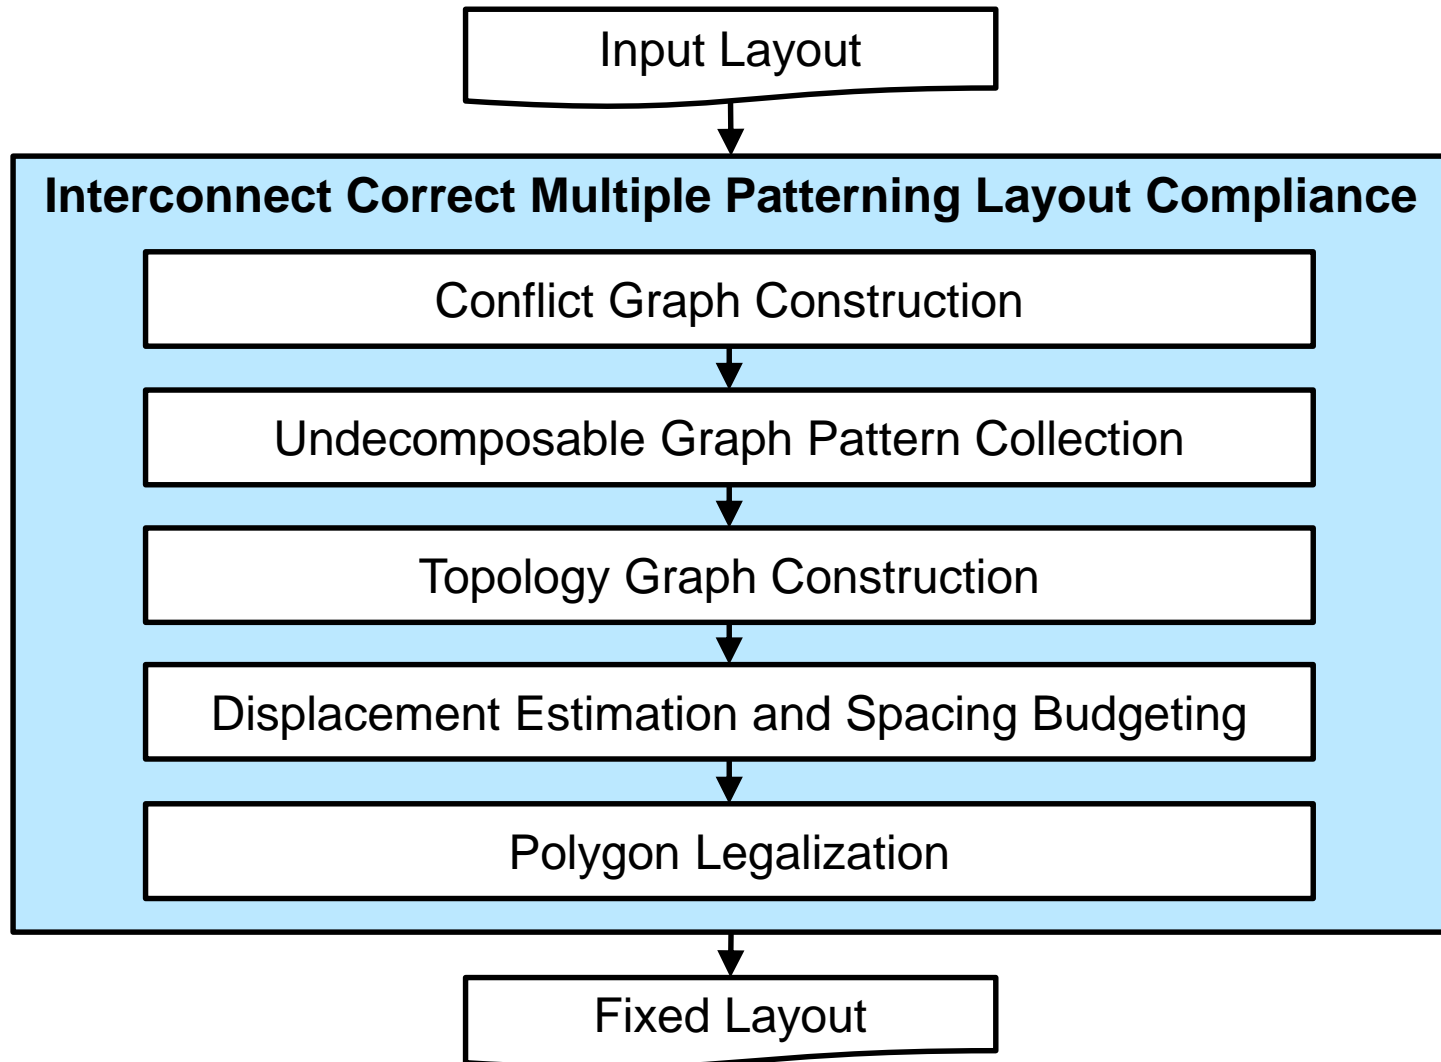 Input Layout
Interconnect Correct Multiple Patterning Layout Compliance
Conflict Graph Construction
Undecomposable Graph Pattern Collection
Topology Graph Construction
Displacement Estimation and Spacing Budgeting
Polygon Legalization
Fixed Layout